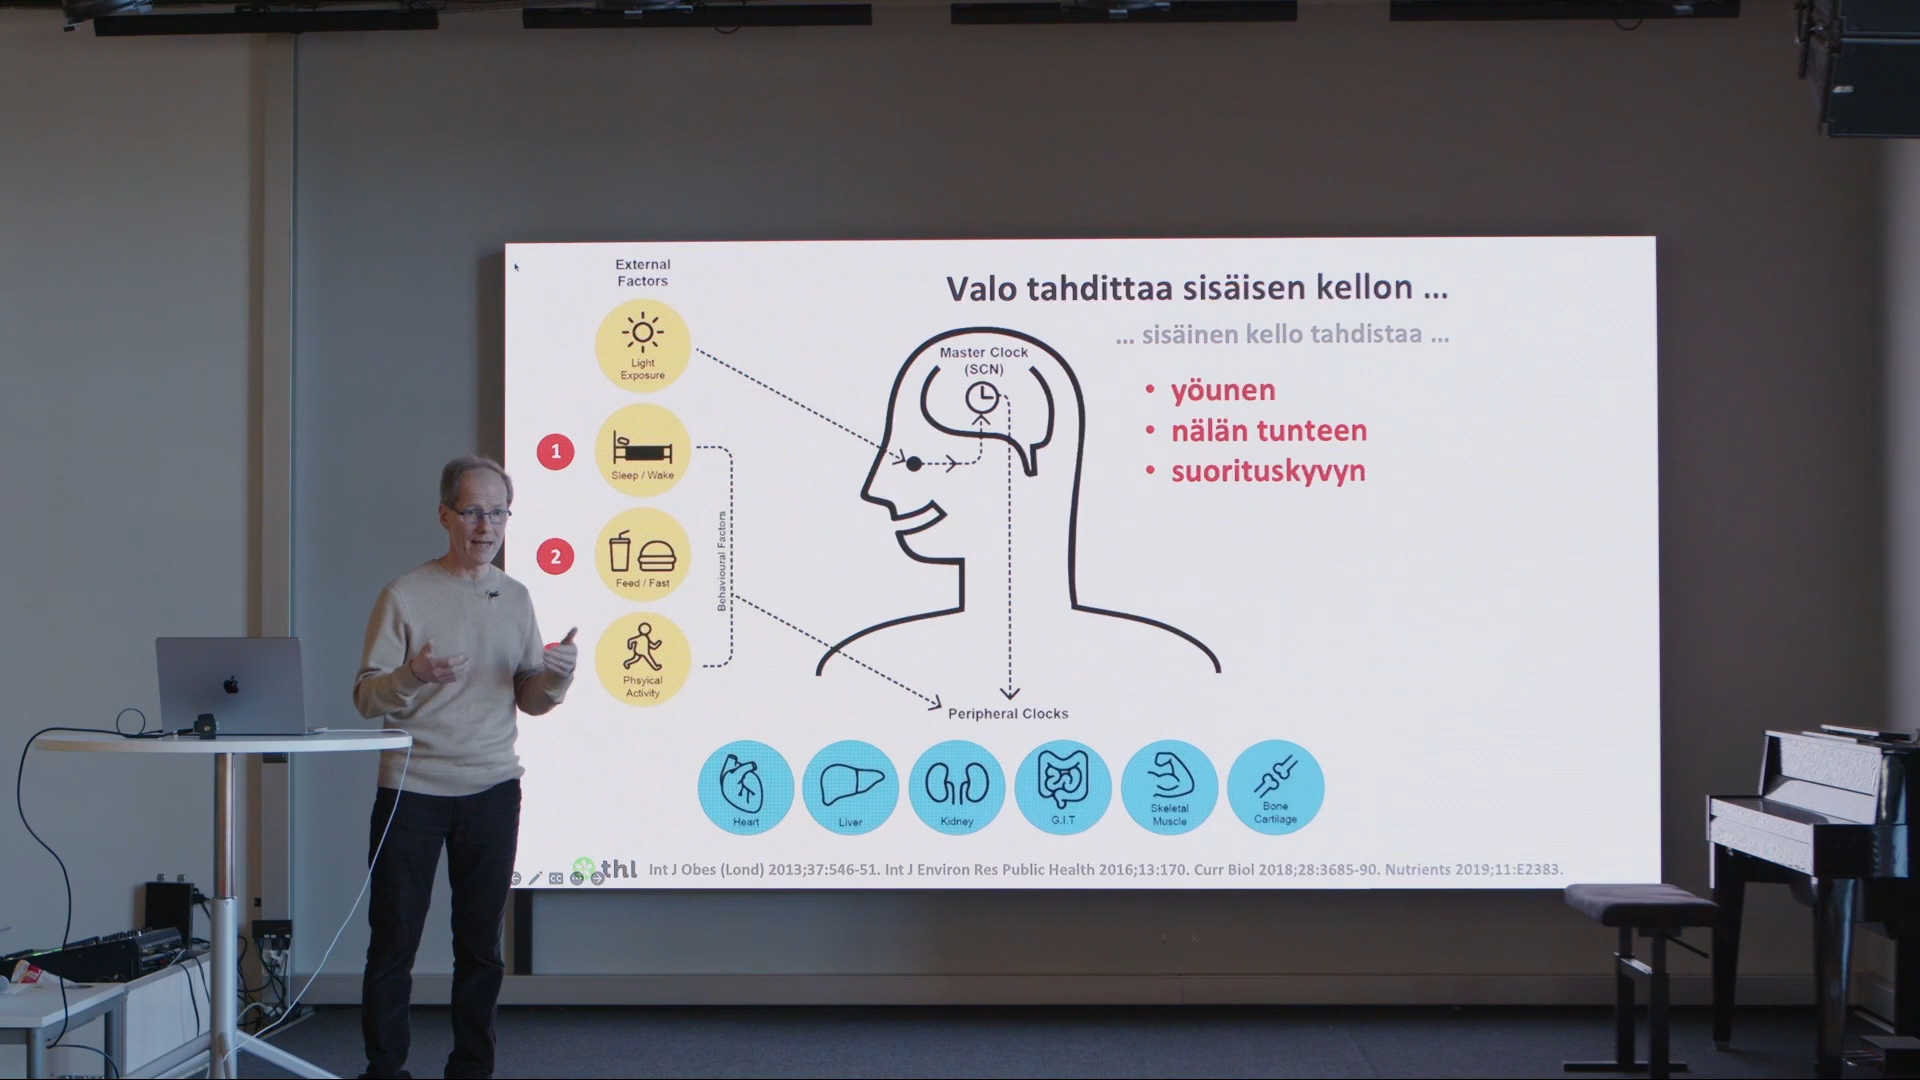 External
Factors
Valo tahdittaa sisäisen kellon ...
... sisäinen kello tahdistaa ...
• yöunen
• nälän tunteen
• suorituskyvyn
Light
Exposure
Master Clock
(SCN)
1
Sleep / Wake
2
Feed / Fast
Behavioural Factors
Phsyical
Activity
Peripheral Clocks
Heart
Liver
Kidney
G.I.T
Skeletal
Muscle
Bone
Cartilage
CC
thl
Int J Obes (Lond) 2013;37:546-51. Int J Environ Res Public Health 2016;13:170. Curr Biol 2018;28:3685-90. Nutrients 2019;11:E2383.